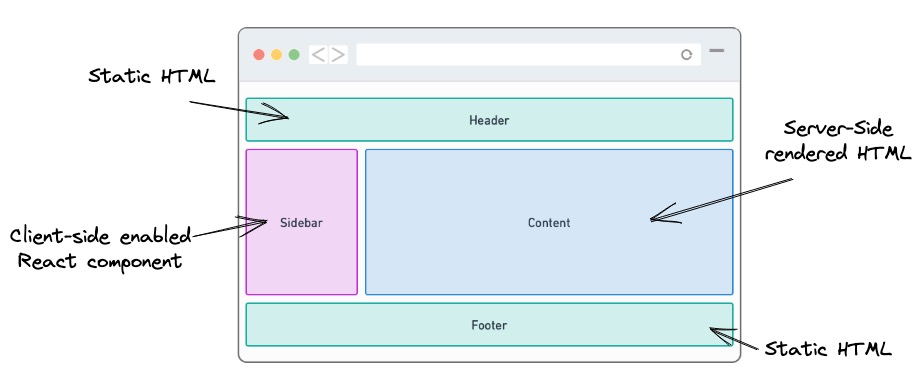 Static HTML
Header
Server-Side
rendered HTML
Client-side enabled
React component
Sidebar
Content
Footer
Static HTML